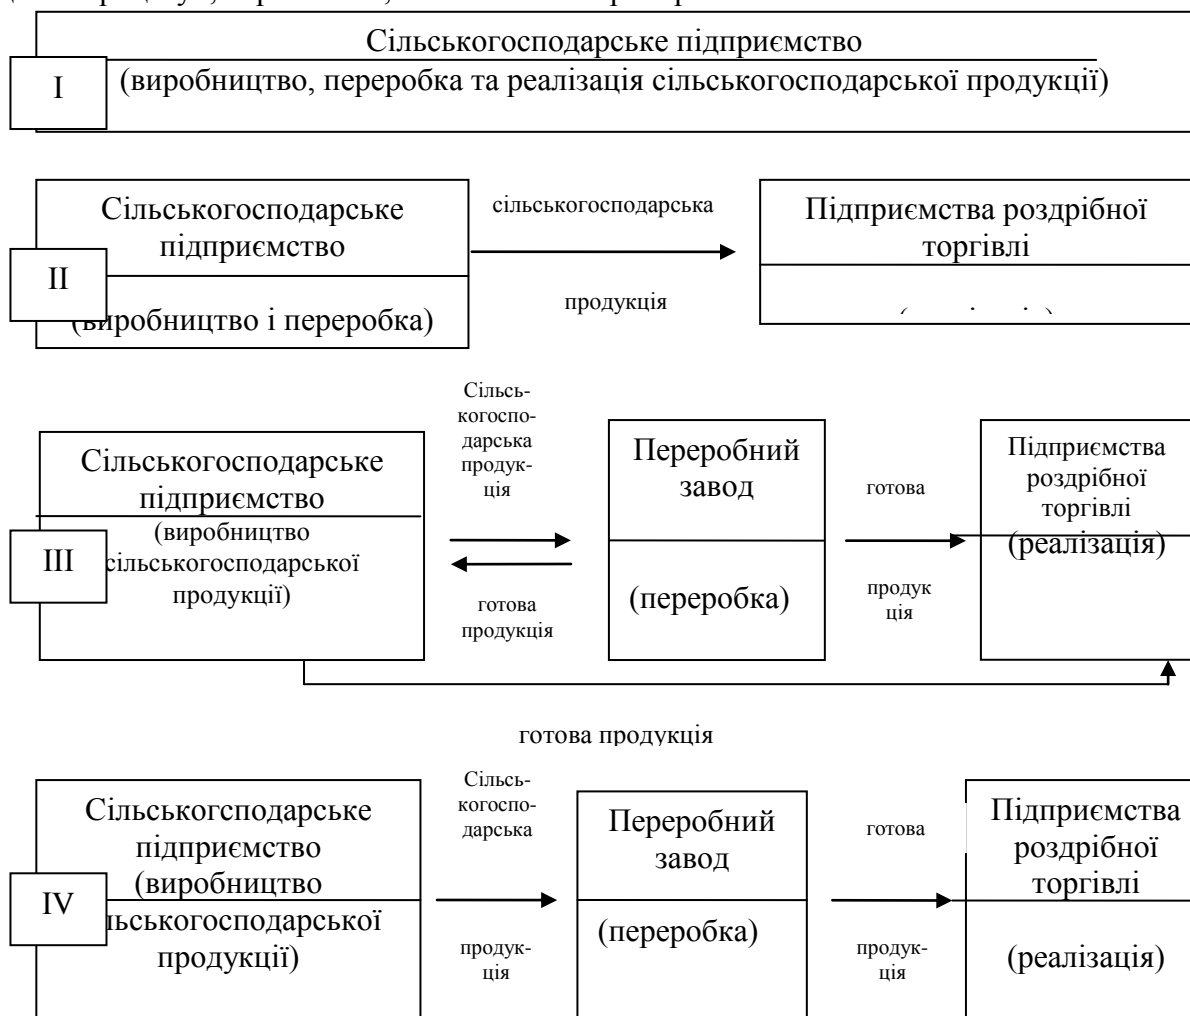 Сільськогосподарське підприємство
(виробництво, переробка та реалізація сільськогосподарської продукції)
I
Сільськогосподарське
підприємство
(виробництво і переробка)
II
сільськогосподарська
продукція
Підприємства роздрібної
торгівлі
Сільськогосподарське
підприємство
(виробництво
сільськогосподарської
продукції)
III
Сільсь-
когоспо-
дарська
продук-
ція
готова
продукція
Переробний
завод
(переробка)
готова
продук
ція
Підприємства
роздрібної
торгівлі
(реалізація)
готова продукція
Сільськогсподарське
підприємство
(виробництво
льськогосподарської
продукції)
IV
Сільсь-
когоспо-
дарська
продук-
ція
Переробний
завод
(переробка)
готова
продук-
ція
Підприємства
роздрібної
торгівлі
(реалізація)